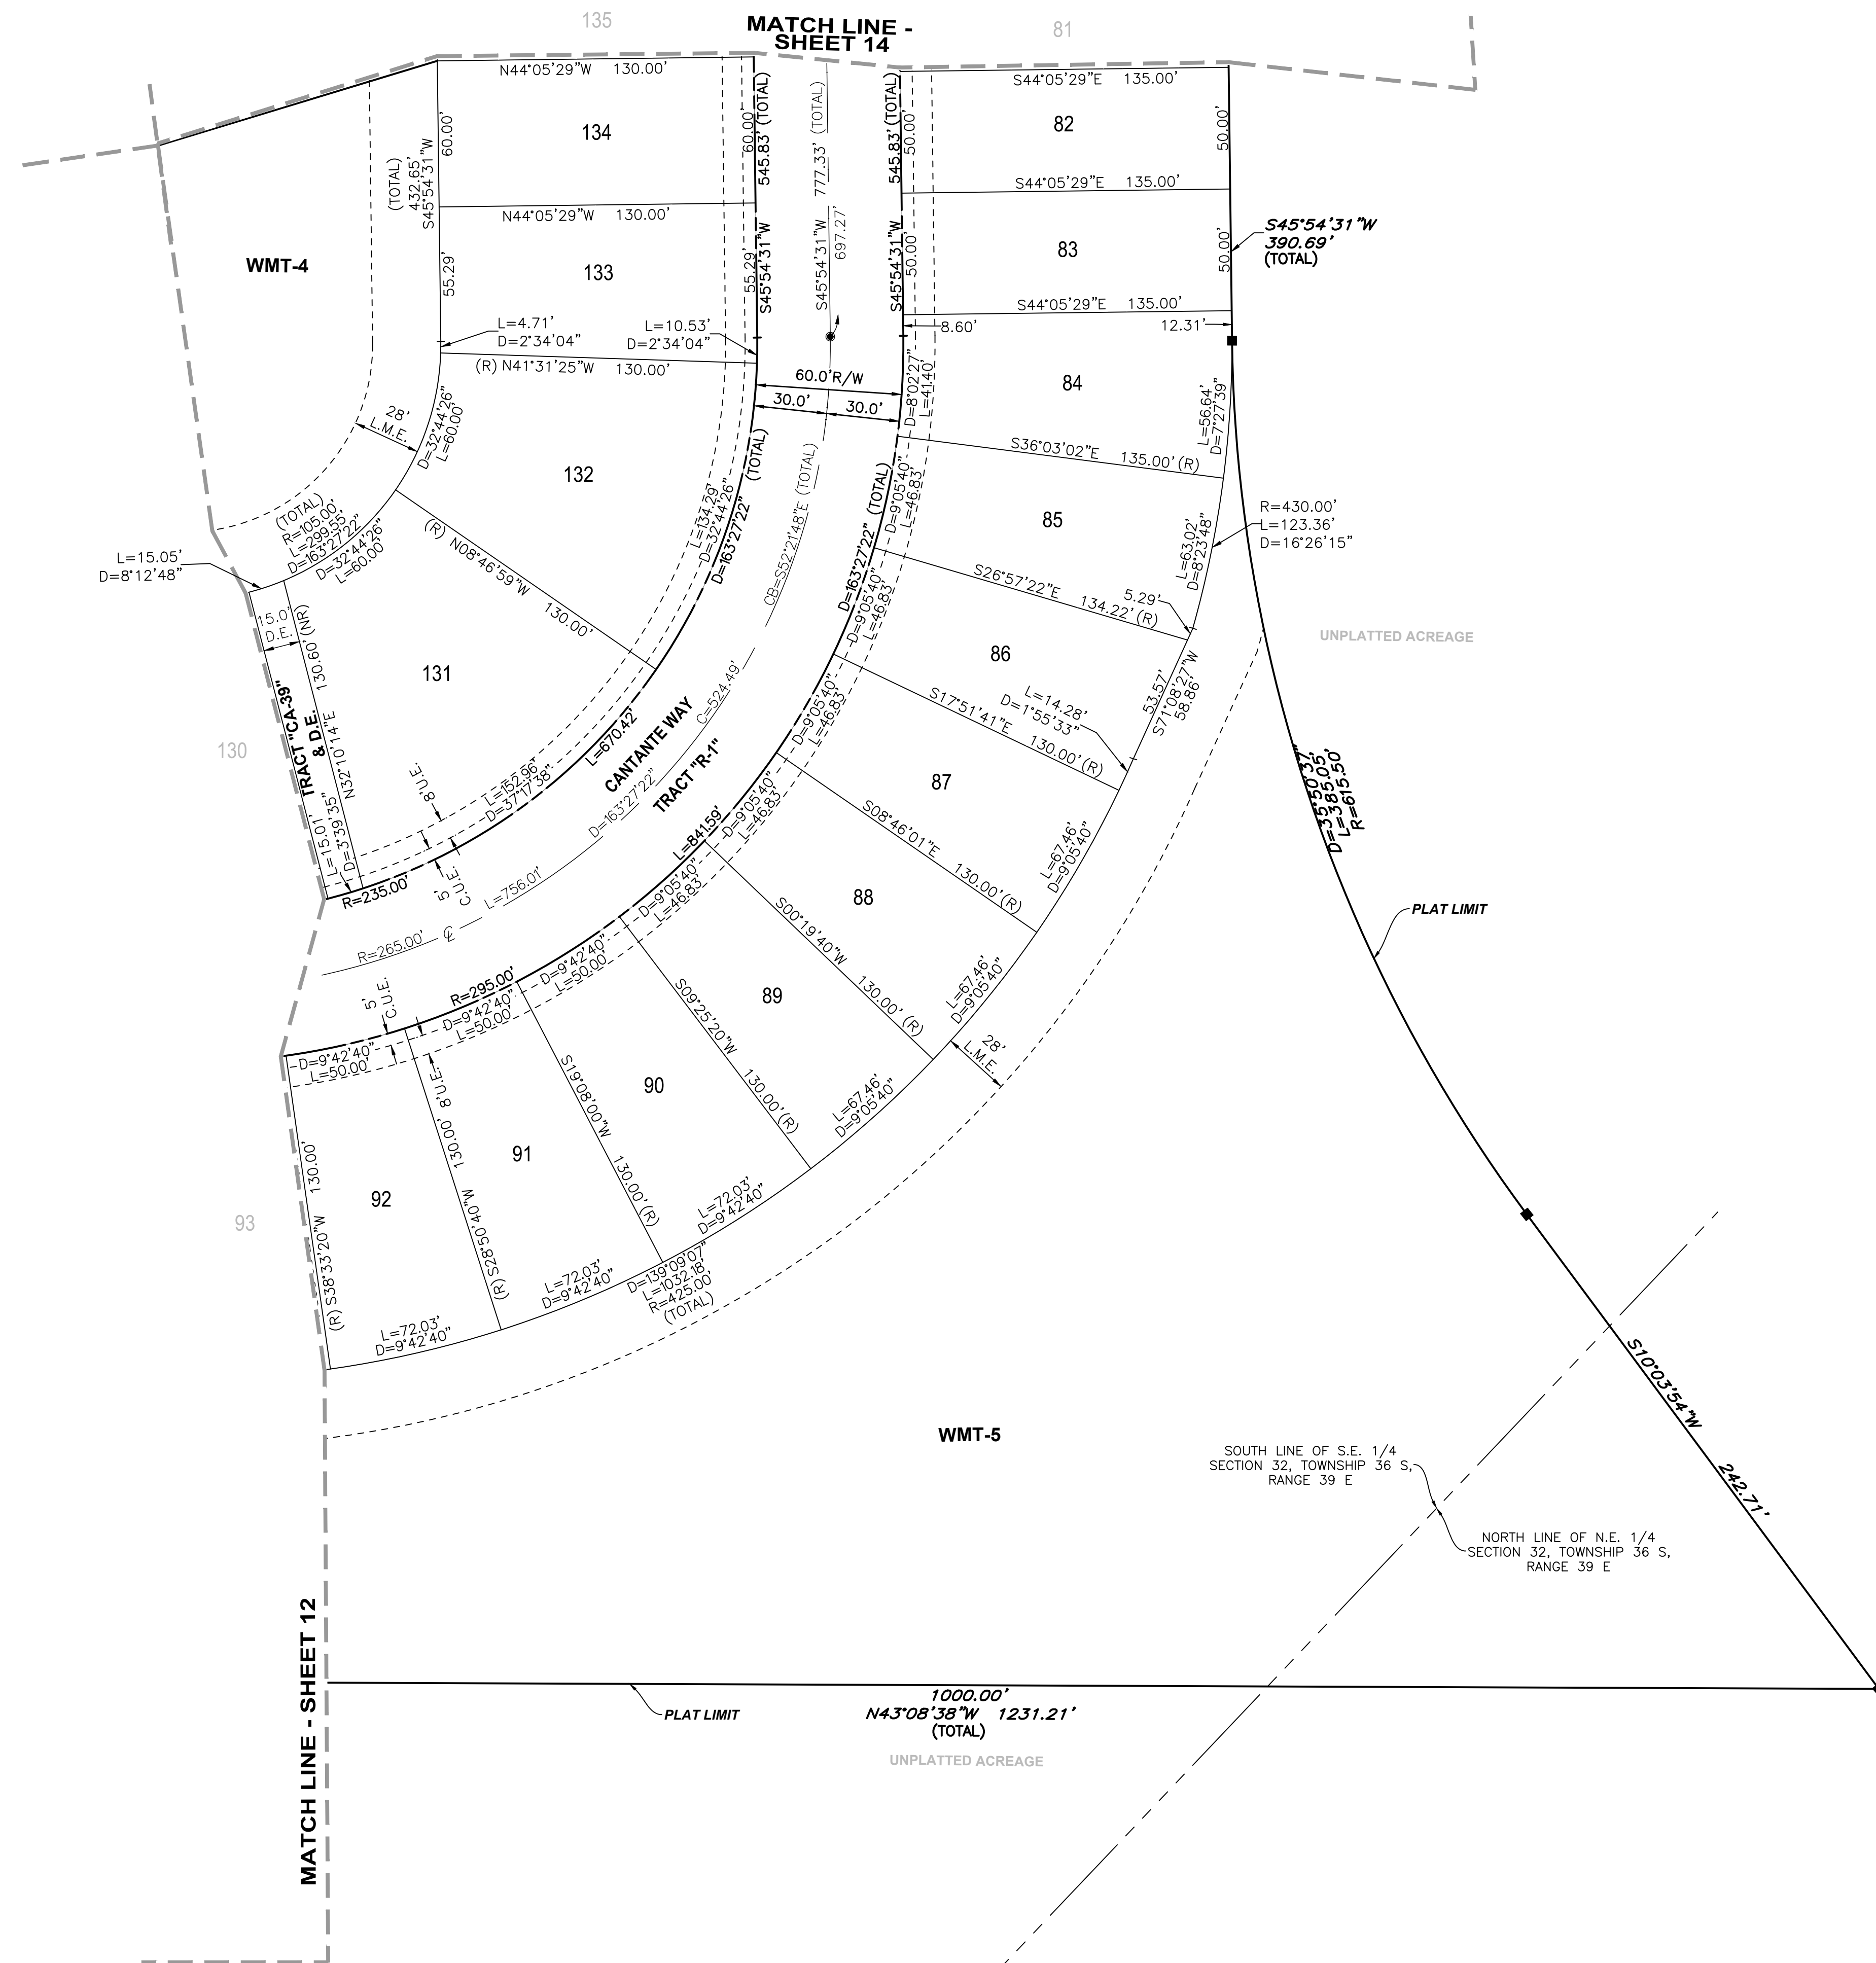 135
MATCH LINE -
SHEET 14
81
N44°05'29"W 130.00'
S44°05'29"E 135.00'
60.00'
134
60.00'
545.83' (TOTAL)
777.33' (TOTAL)
545.83' (TOTAL)
50.00'
82
50.00'
(TOTAL)
432.65'
S45°54'31"W
S44°05'29"E 135.00'
N44°05'29"W 130.00'
WMT-4
55.29'
133
55.29'
S45°54'31"W
S45°54'31"W
697.27'
S45°54'31"W
50.00'
83
50.00'
S45°54'31"W
390.69'
(TOTAL)
S44°05'29"E 135.00'
L=4.71'
D=2°34'04"
L=10.53'
D=2°34'04"
8.60'
12.31'
(R) N41°31'25"W 130.00'
60.0'R/W
30.0'
30.0'
D=8°02'27"
L=41.40'
84
L=56.64'
D=7°27'39"
28'
L.M.E.
D=32°44'26"
L=60.00'
132
S36°03'02"E 135.00' (R)
(TOTAL)
R=105.00'
L=299.55'
D=163°27'22"
D=32°44'26"
L=60.00'
L=134.29'
D=32°44'26"
D=163°27'22" (TOTAL)
CB=S52°21'48"E (TOTAL)
D=163°27'22" (TOTAL)
D=9°05'40"
L=46.83'
85
L=63.02'
D=8°23'48"
R=430.00'
L=123.36'
D=16°26'15"
L=15.05'
D=8°12'48"
(R) N08°46'59"W 130.00'
S26°57'22"E 134.22' (R)
5.29'
UNPLATTED ACREAGE
15.0'
D.E.
131
D=9°05'40"
L=46.83'
86
L=14.28'
D=1°55'33"
53.57'
S71°08'27"W
58.86'
130
TRACT "CA-39"
& D.E.
N32°10'14"E 130.60' (NR)
C=524.49'
CANTANTE WAY
TRACT "R-1"
L=670.42'
D=163°27'22"
S17°51'41"E 130.00' (R)
D=9°05'40"
L=46.83'
87
D=35°50'37"
L=385.05'
R=615.50'
8'U.E.
L=152.96'
D=37°17'38"
L=841.59'
D=9°05'40"
L=46.83'
S08°46'01"E 130.00' (R)
L=67.46'
D=9°05'40"
L=15.01'
D=3°39'35"
R=235.00'
5'
C.U.E.
L=756.01'
D=9°05'40"
L=46.83'
88
PLAT LIMIT
R=265.00'
℄
S00°19'40"W 130.00' (R)
L=67.46'
D=9°05'40"
5'
C.U.E.
R=295.00'
D=9°42'40"
L=50.00'
89
D=9°42'40"
L=50.00'
S09°25'20"W 130.00' (R)
28'
L.M.E.
D=9°42'40"
L=50.00'
8'U.E.
S19°08'00"W 130.00' (R)
90
L=67.46'
D=9°05'40"
91
92
93
(R) S38°33'20"W 130.00'
(R) S28°50'40"W 130.00'
L=72.03'
D=9°42'40"
L=72.03'
D=9°42'40"
D=139°09'07"
L=1032.18'
R=425.00'
(TOTAL)
L=72.03'
D=9°42'40"
S10°03'54"W 242.71'
WMT-5
SOUTH LINE OF S.E. 1/4
SECTION 32, TOWNSHIP 36 S,
RANGE 39 E
NORTH LINE OF N.E. 1/4
SECTION 32, TOWNSHIP 36 S,
RANGE 39 E
MATCH LINE - SHEET 12
PLAT LIMIT
1000.00'
N43°08'38"W 1231.21'
(TOTAL)
UNPLATTED ACREAGE